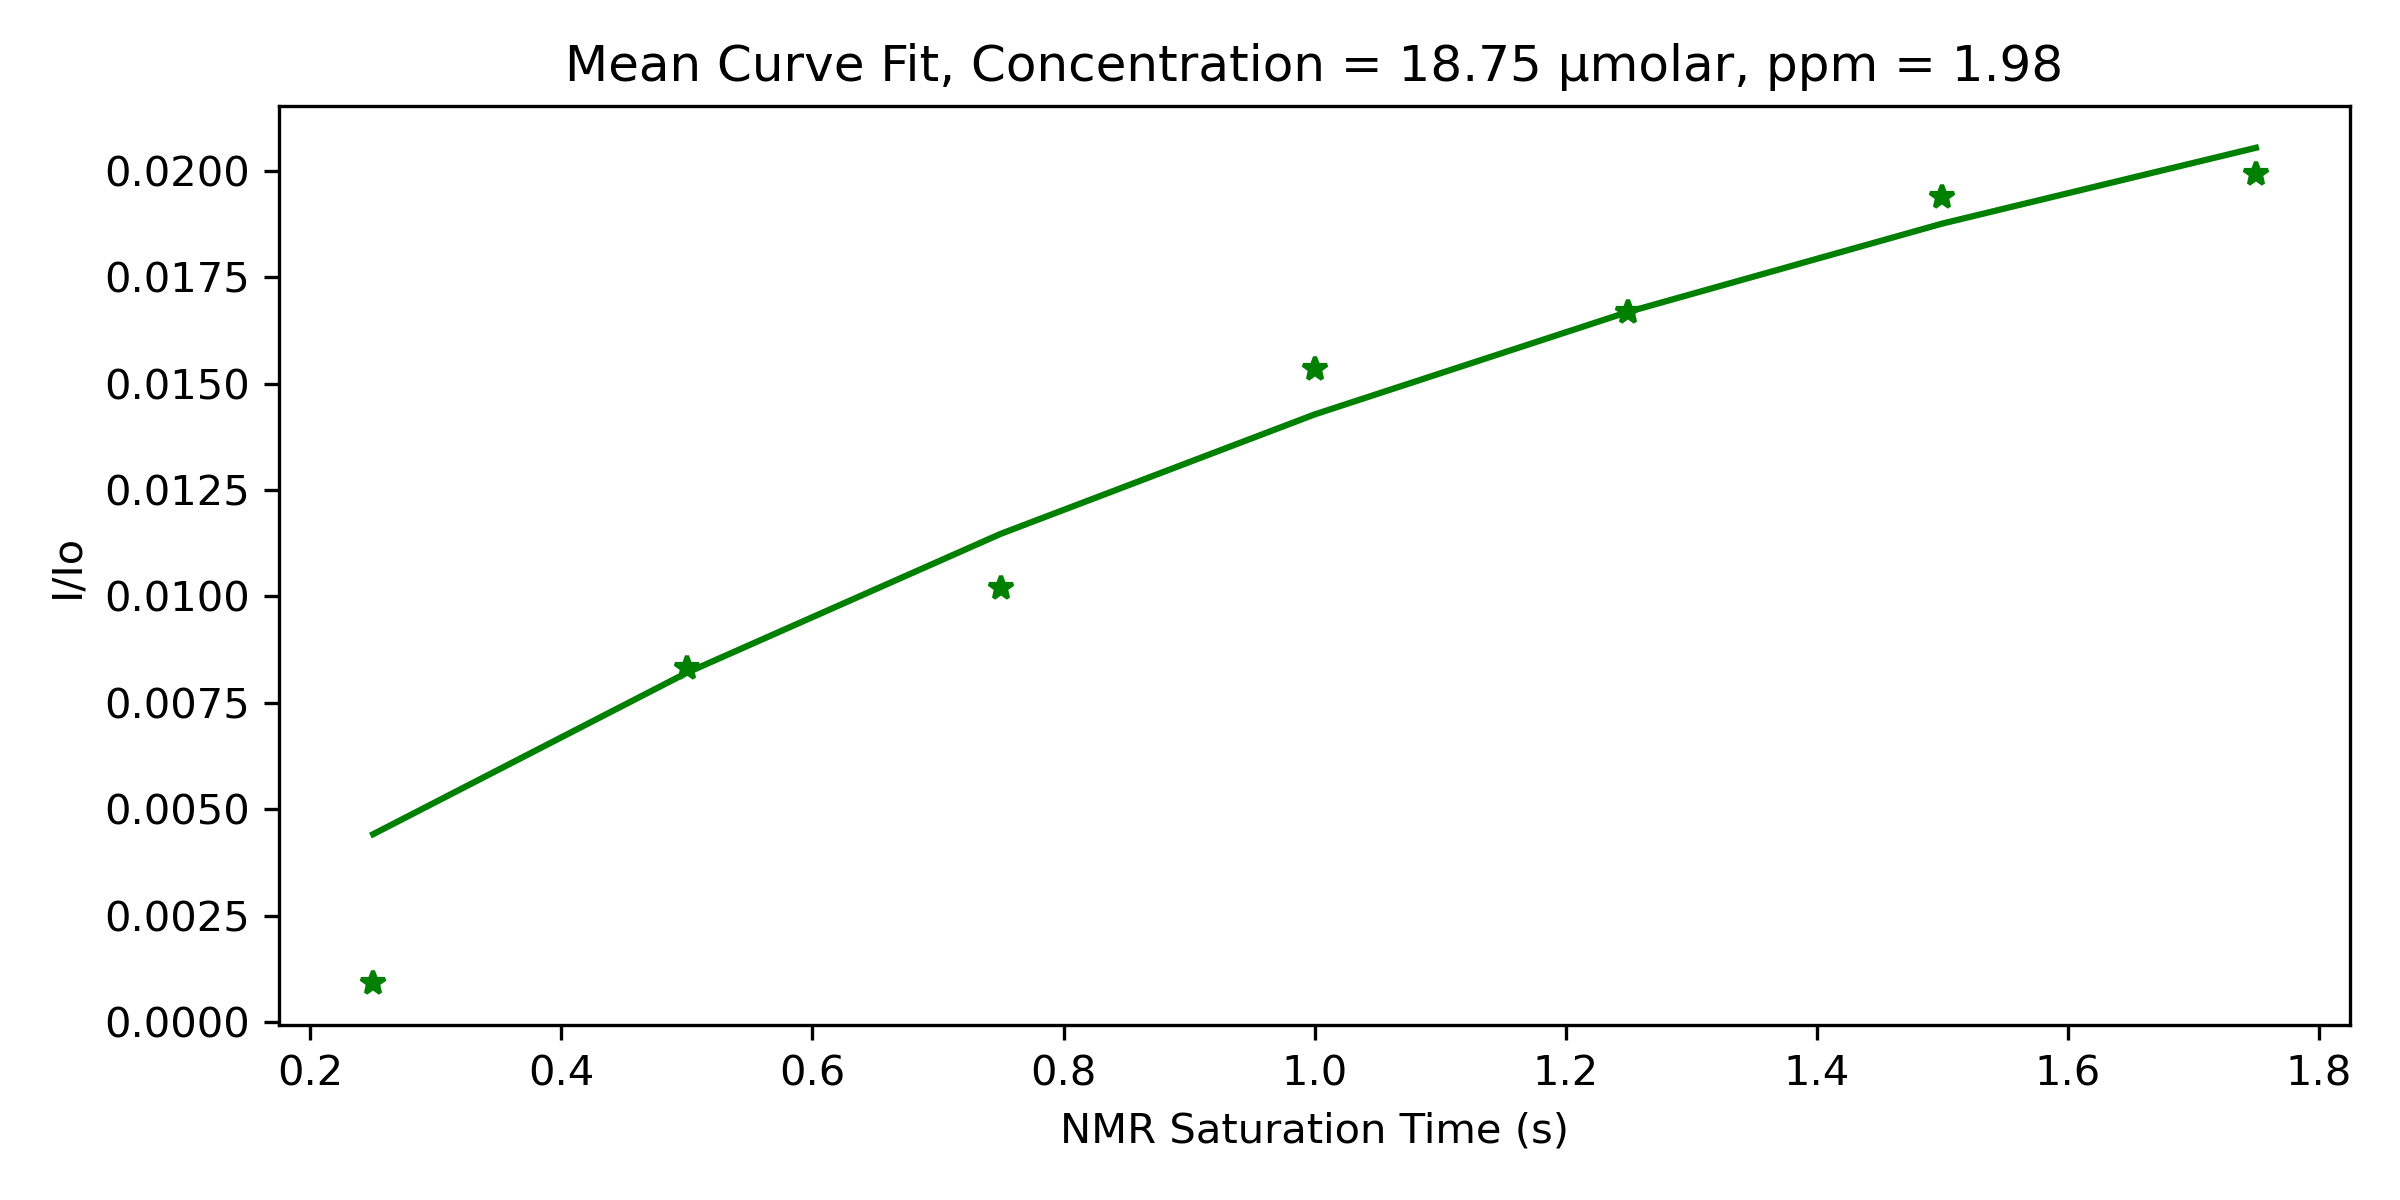 Mean Curve Fit, Concentration = 18.75 μmolar, ppm = 1.98
I/Io
0.0200
0.0175
0.0150
0.0125
0.0100
0.0075
0.0050
0.0025
0.0000
0.2 0.4 0.6 0.8 1.0 1.2 1.4 1.6 1.8
NMR Saturation Time (s)